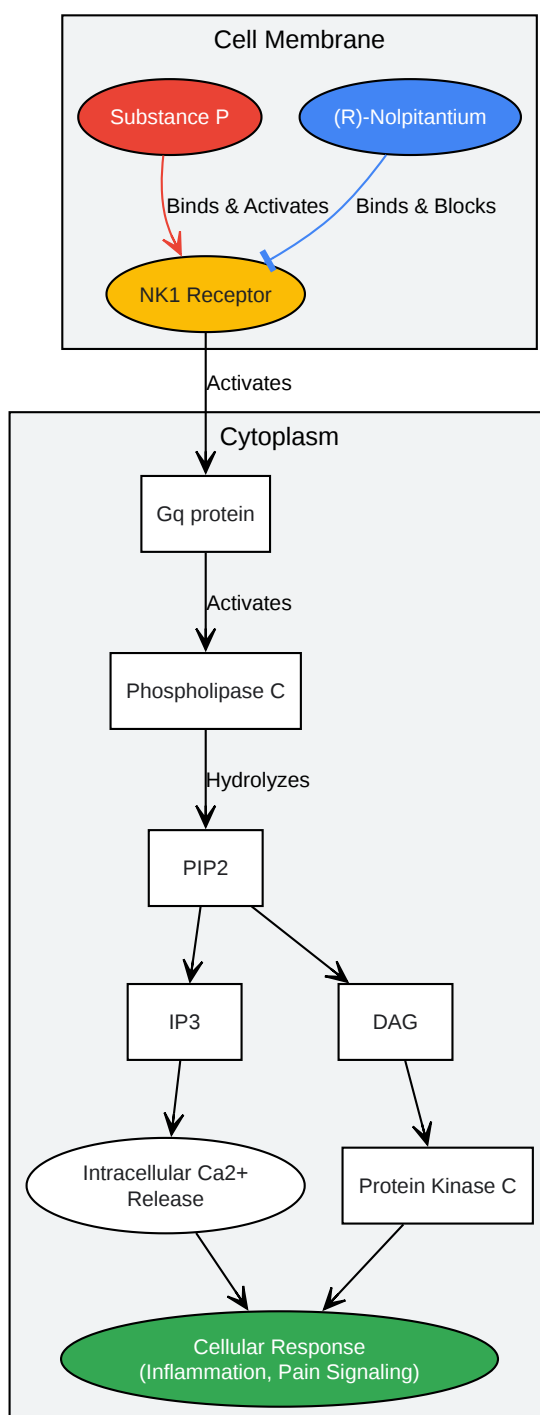 Cell Membrane
Substance P
(R)-Nolpitantium
Binds & Activates
Binds & Blocks
NK1 Receptor
Activates
Cytoplasm
Gq protein
Activates
Phospholipase C
Hydrolyzes
PIP2
IP3
DAG
Intracellular Ca2+
Release
Protein Kinase C
Cellular Response
(Inflammation, Pain Signaling)